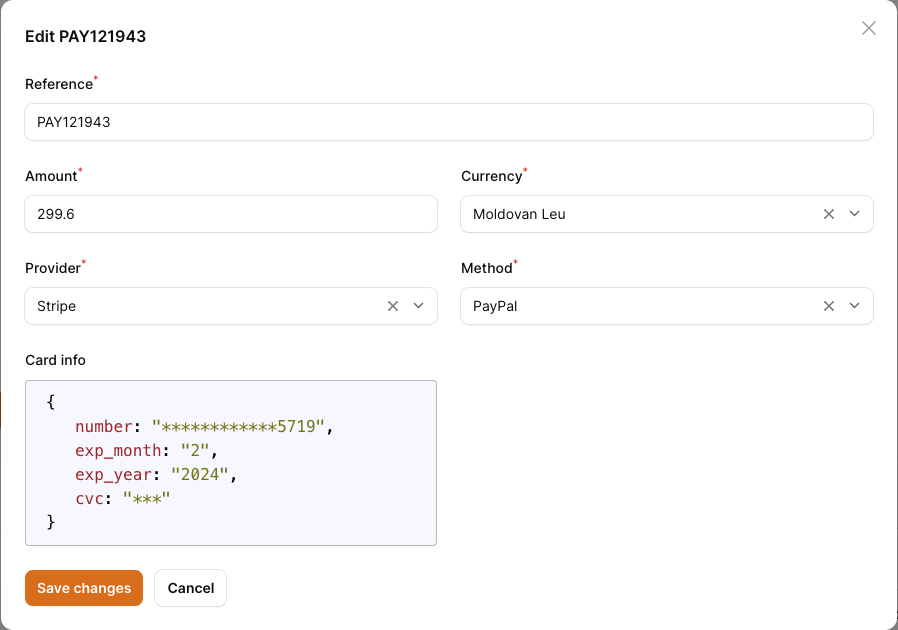 Edit PAY121943
Reference*
PAY121943
Amount* Currency*
299.6 Moldovan Leu
Provider* Method*
Stripe PayPal
Card info
{
number: "************5719",
exp_month: "2",
exp_year: "2024",
cvc: "***"
}
Save changes Cancel